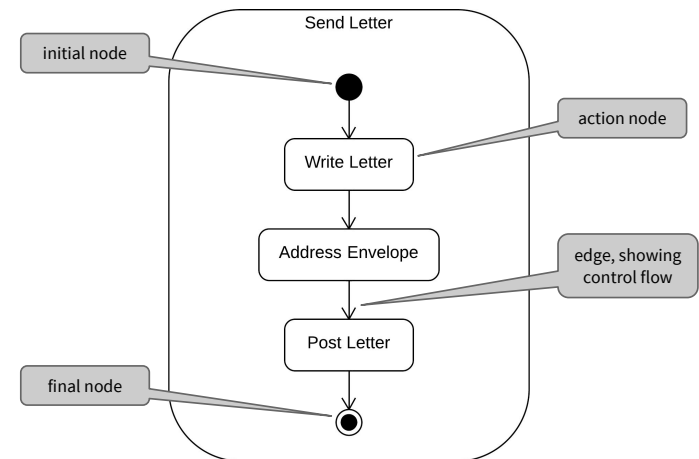 Send Letter
initial node
action node
Write Letter
Address Envelope
edge, showing
control flow
Post Letter
final node